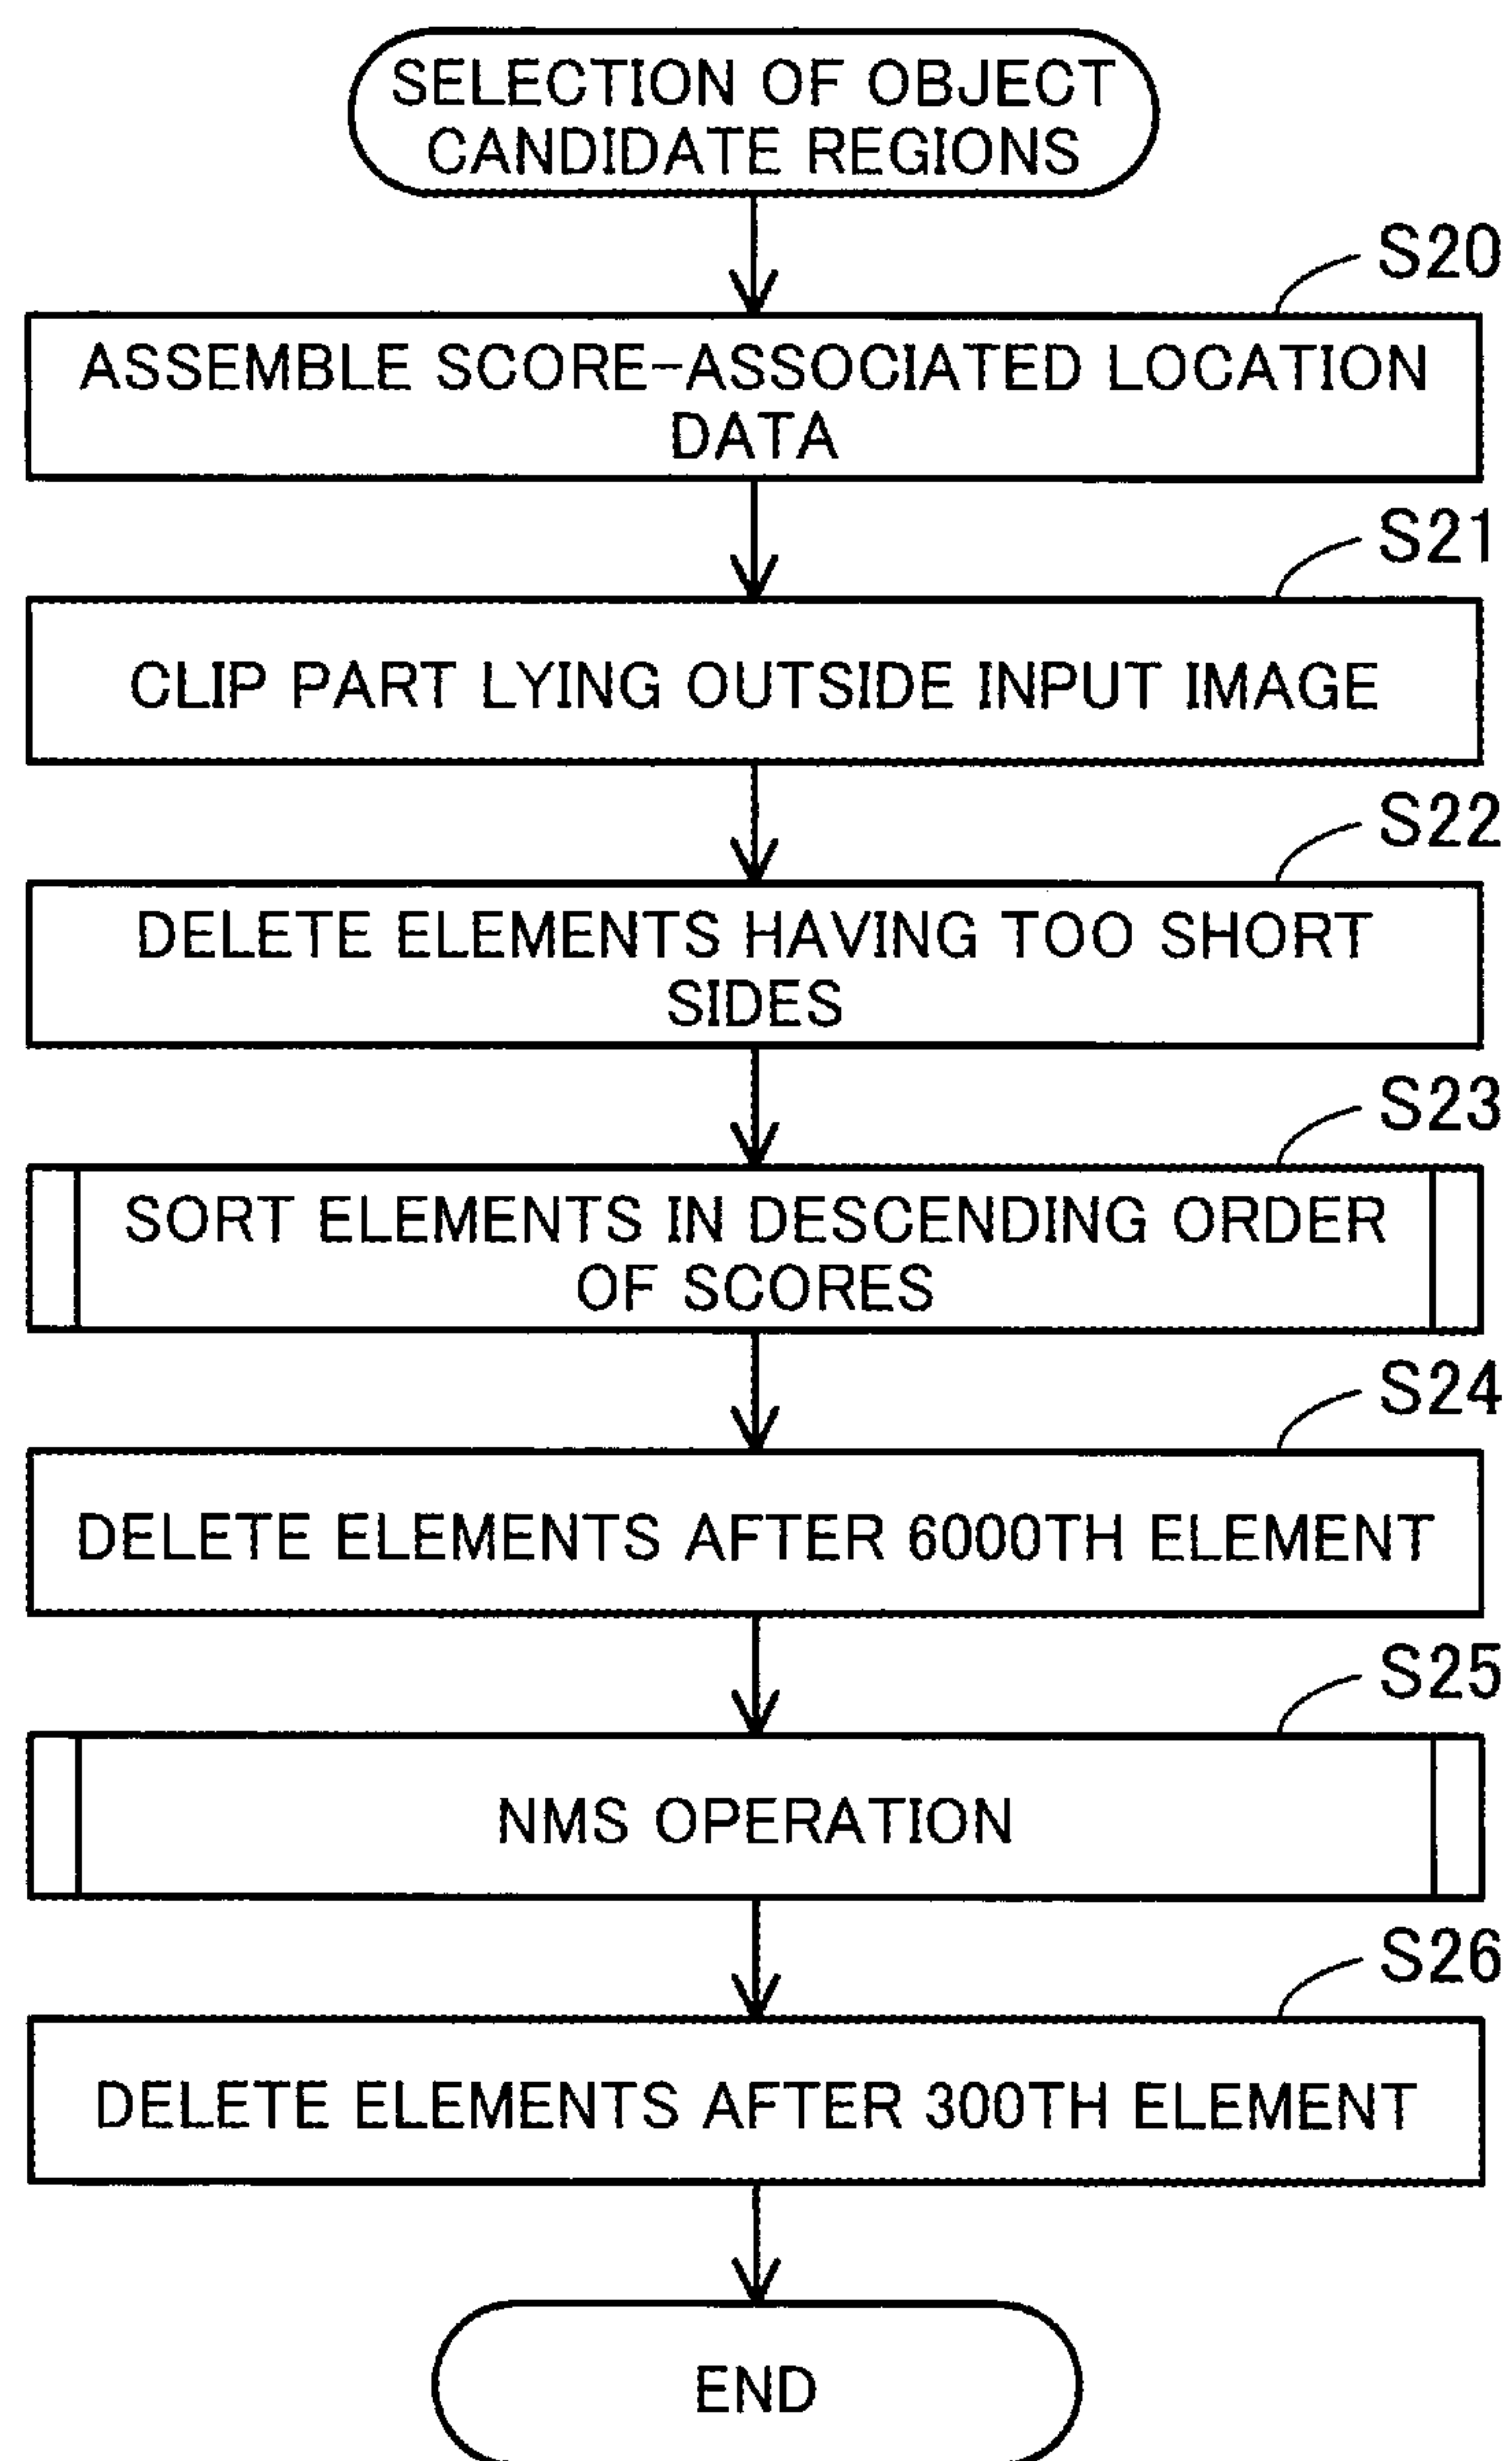 SELECTION OF OBJECT
CANDIDATE REGIONS
S20
ASSEMBLE SCORE-ASSOCIATED LOCATION
DATA
S21
CLIP PART LYING OUTSIDE INPUT IMAGE
S22
DELETE ELEMENTS HAVING TOO SHORT
SIDES
S23
SORT ELEMENTS IN DESCENDING ORDER
OF SCORES
S24
DELETE ELEMENTS AFTER 6000TH ELEMENT
S25
NMS OPERATION
S26
DELETE ELEMENTS AFTER 300TH ELEMENT
END